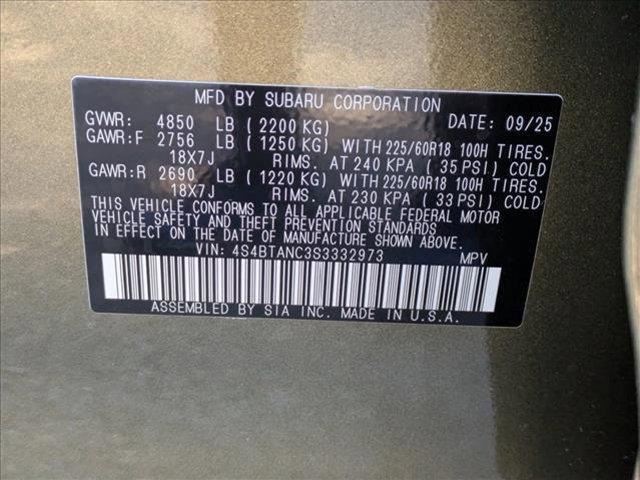 MFD BY SUBARU CORPORATION
GVWR: 4850 LB (2200 KG) DATE: 09/25
GAWR:F 2756 LB (1250 KG) WITH 225/60R18 100H TIRES.
18X7J RIMS. AT 240 KPA (35 PSI) COLD
GAWR:R 2690 LB (1220 KG) WITH 225/60R18 100H TIRES.
18X7J RIMS. AT 230 KPA (33 PSI) COLD
THIS VEHICLE CONFORMS TO ALL APPLICABLE FEDERAL MOTOR
VEHICLE SAFETY AND THEFT PREVENTION STANDARDS
IN EFFECT ON THE DATE OF MANUFACTURE SHOWN ABOVE.
VIN: 4S4BTANC3S3332973 MPV
ASSEMBLED BY SIA INC. MADE IN U.S.A.